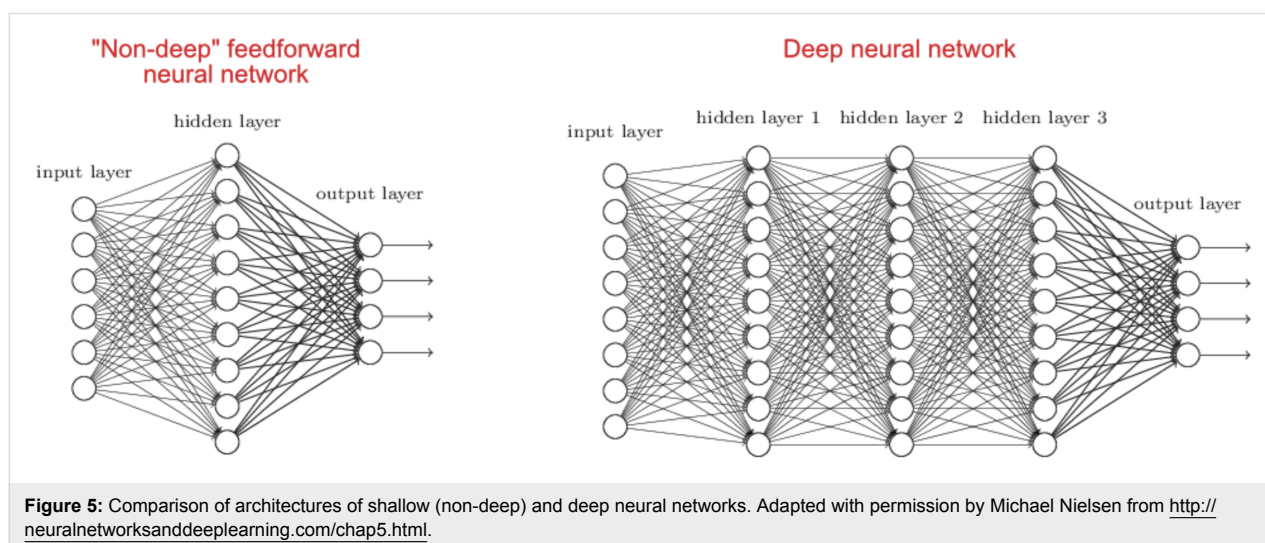 "Non-deep" feedforward
neural network
hidden layer
input layer
output layer
Deep neural network
input layer
hidden layer 1
hidden layer 2
hidden layer 3
output layer
Figure 5: Comparison of architectures of shallow (non-deep) and deep neural networks. Adapted with permission by Michael Nielsen from http://
neuralnetworksanddeeplearning.com/chap5.html.